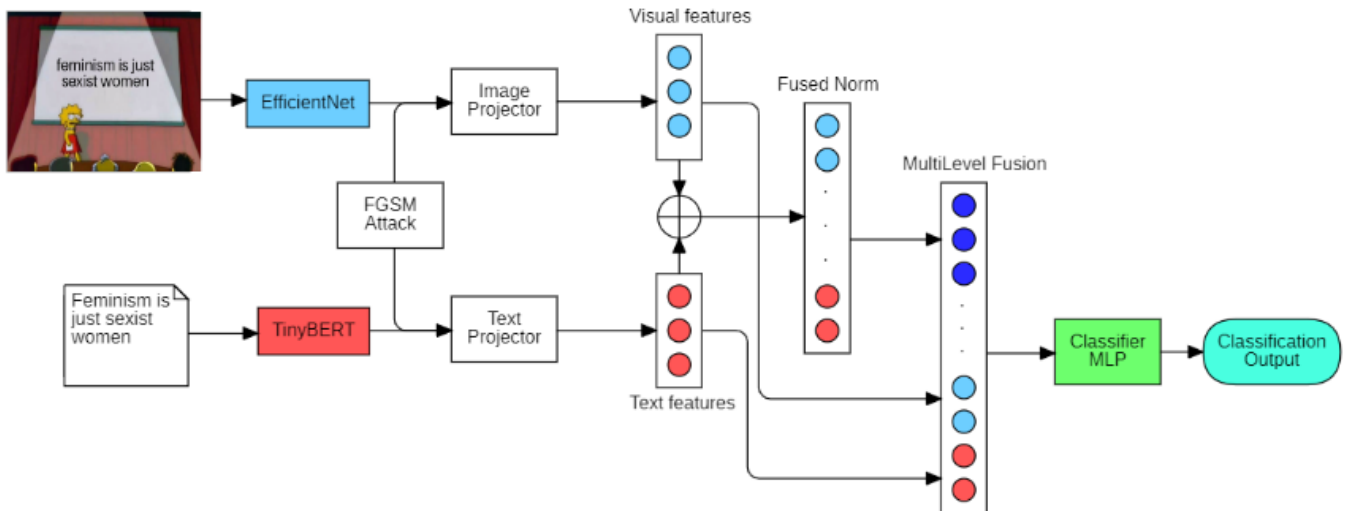 Visual features
feminism is just
sexist women
EfficientNet
Image
Projector
Fused Norm
MultiLevel Fusion
FGSM
Attack
Feminism is
just sexist
women
TinyBERT
Text
Projector
Text features
Classifier
MLP
Classification
Output